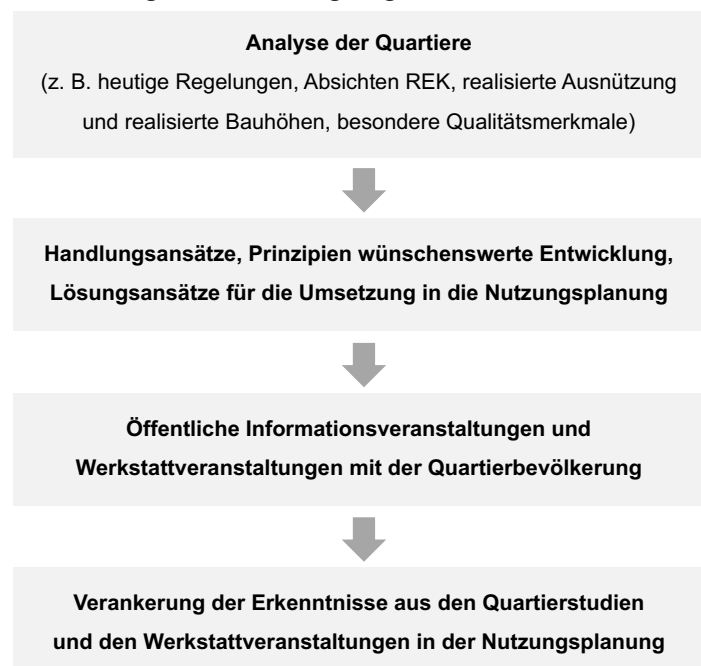 Analyse der Quartiere
(z. B. heutige Regelungen, Absichten REK, realisierte Ausnützung
und realisierte Bauhöhen, besondere Qualitätsmerkmale)
Handlungsansätze, Prinzipien wünschenswerte Entwicklung,
Lösungsansätze für die Umsetzung in die Nutzungsplanung
Öffentliche Informationsveranstaltungen und
Werkstattveranstaltungen mit der Quartierbevölkerung
Verankerung der Erkenntnisse aus den Quartierstudien
und den Werkstattveranstaltungen in der Nutzungsplanung